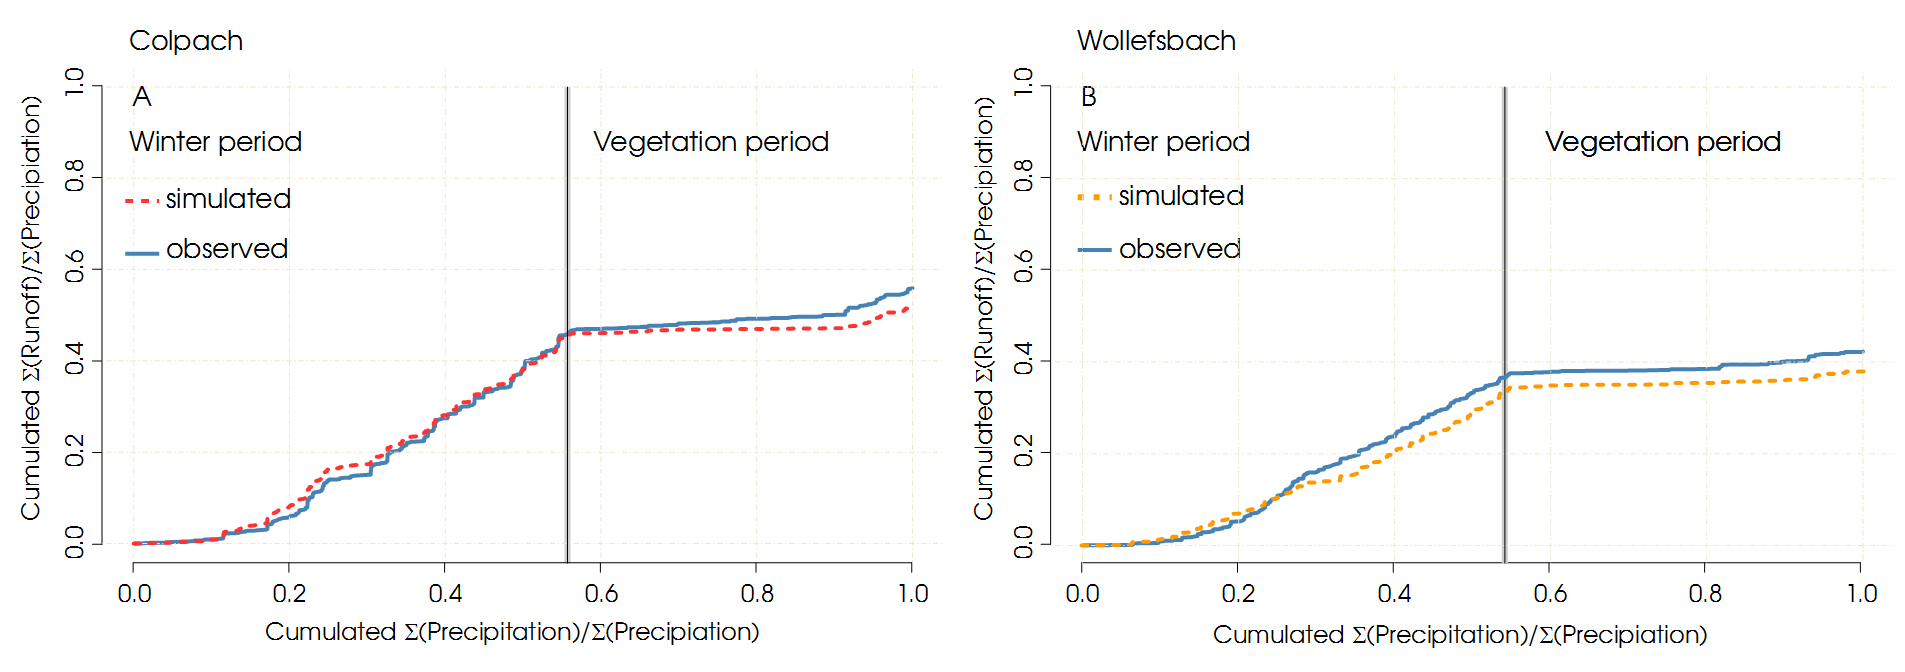 Colpach
A
Winter period
Vegetation period
simulated
observed
Cumulated Σ(Runoff)/Σ(Precipiation)
0.0
0.2
0.4
0.6
0.8
1.0
0.0
0.2
0.4
0.6
0.8
1.0
Cumulated Σ(Precipitation)/Σ(Precipiation)
Wollefsbach
B
Winter period
Vegetation period
simulated
observed
Cumulated Σ(Runoff)/Σ(Precipiation)
0.0
0.2
0.4
0.6
0.8
1.0
0.0
0.2
0.4
0.6
0.8
1.0
Cumulated Σ(Precipitation)/Σ(Precipiation)